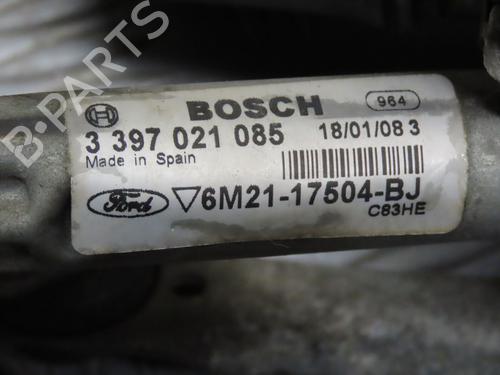 B-PARTS
BOSCH
964
3 397 021 085
18/01/08 3
Made in Spain
Ford
▽6M21-17504-BJ
C83HE